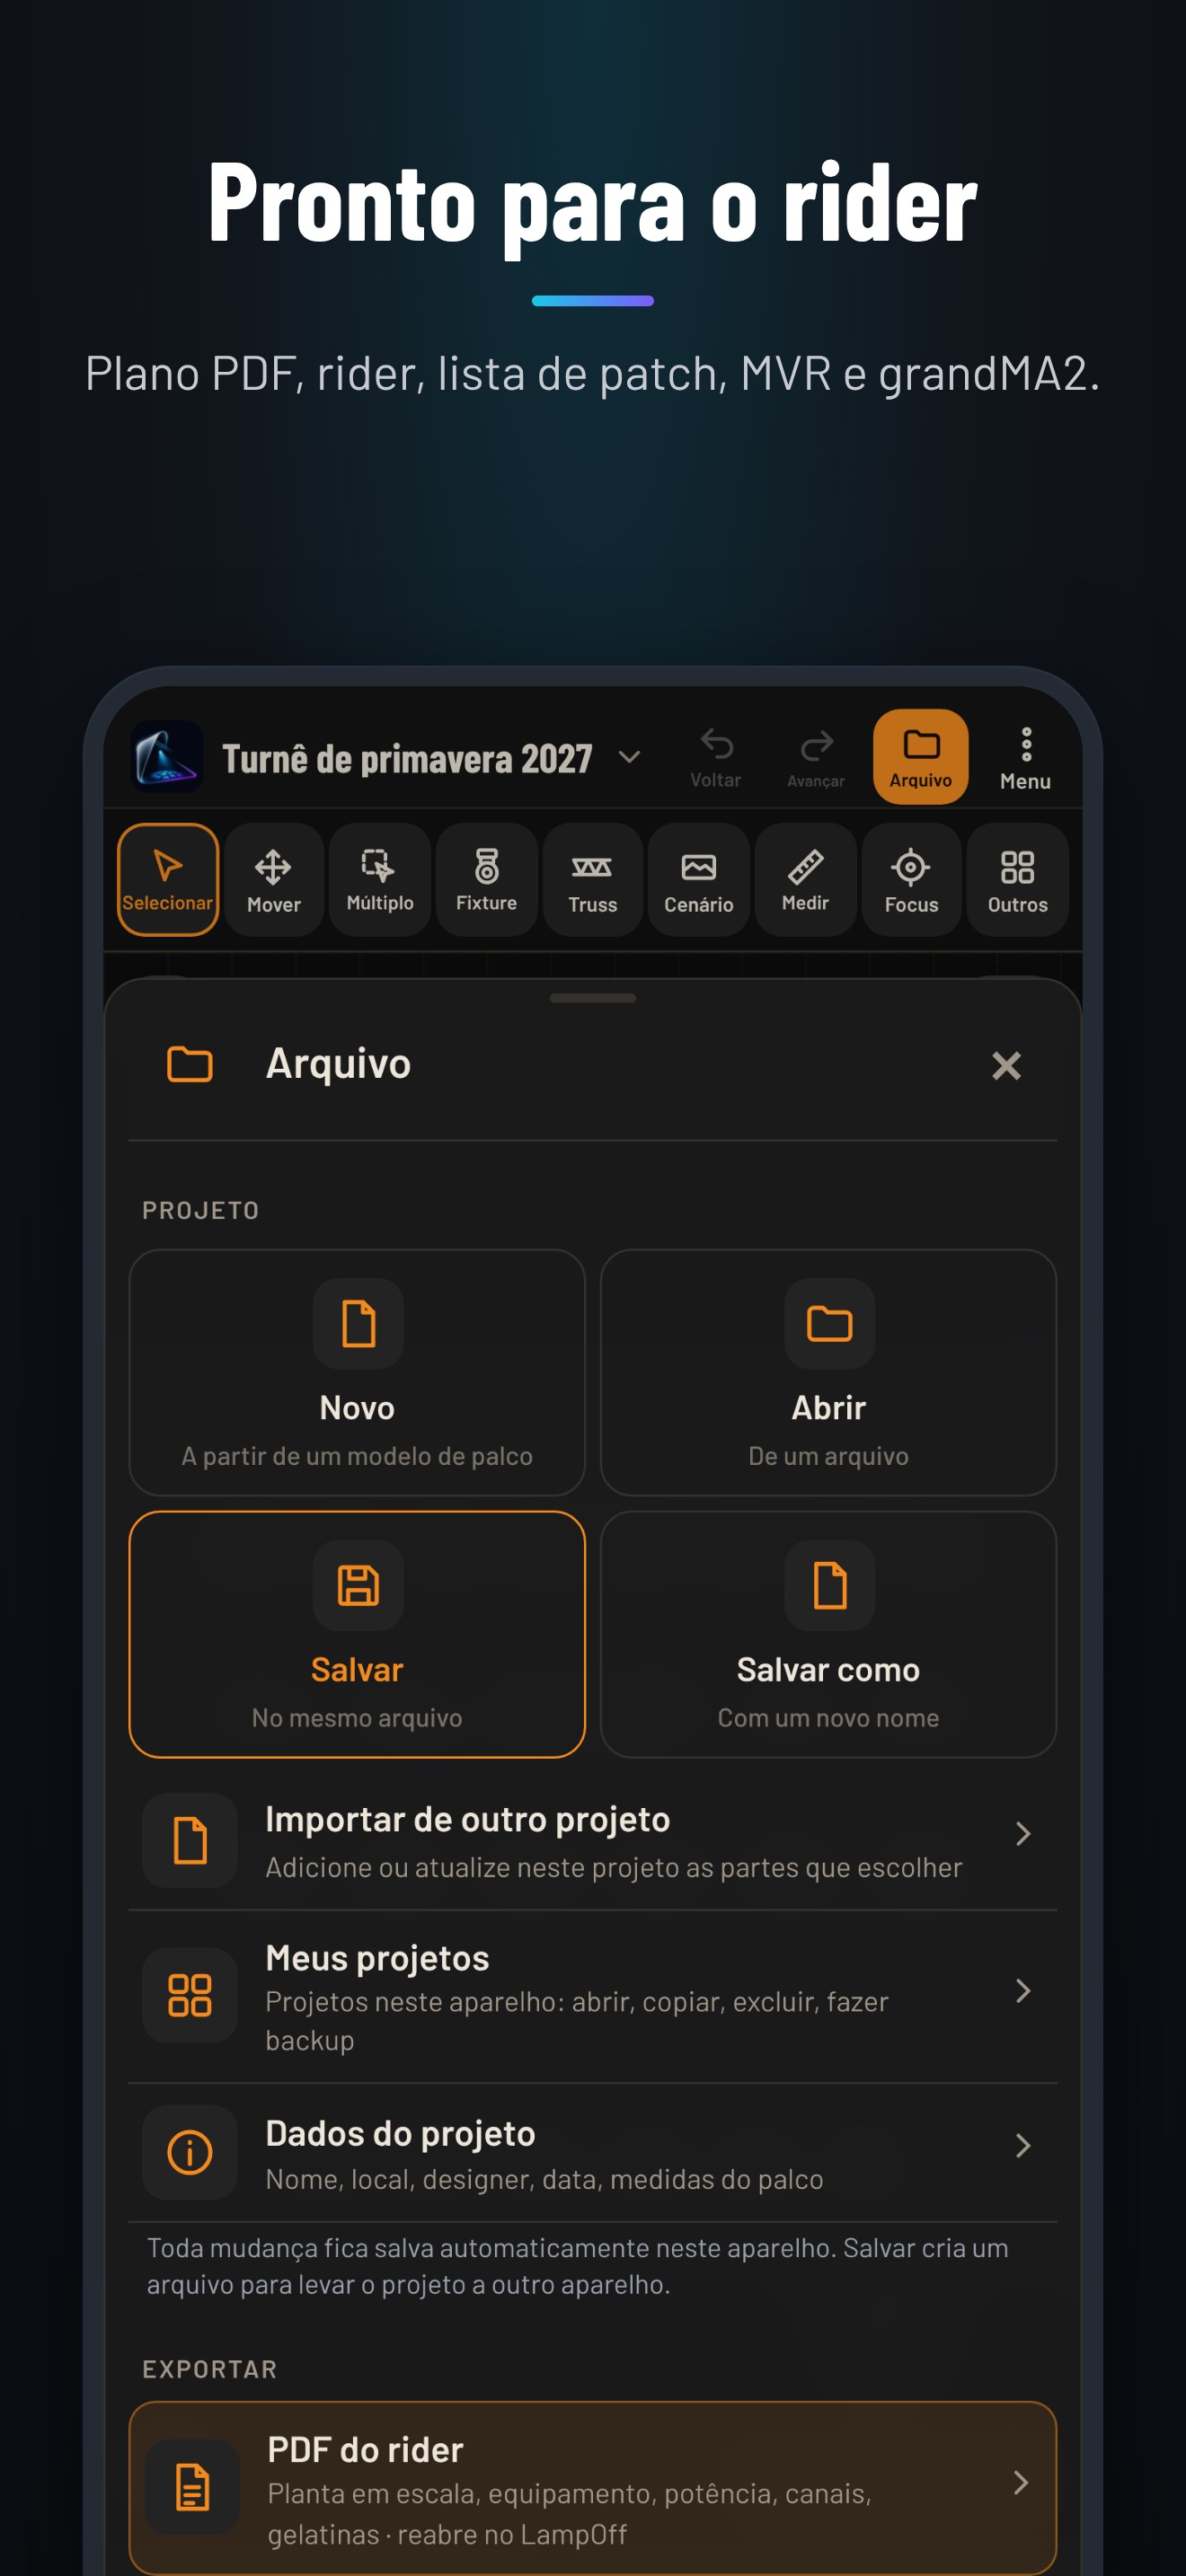 Pronto para o rider
Plano PDF, rider, lista de patch, MVR e grandMA2.
Turnê de primavera 2027
Voltar
Avançar
Arquivo
Menu
Selecionar
Mover
Múltiplo
Fixture
Truss
Cenário
Medir
Focus
Outros
Arquivo
PROJETO
Novo
A partir de um modelo de palco
Abrir
De um arquivo
Salvar
No mesmo arquivo
Salvar como
Com um novo nome
Importar de outro projeto
Adicione ou atualize neste projeto as partes que escolher
Meus projetos
Projetos neste aparelho: abrir, copiar, excluir, fazer
backup
Dados do projeto
Nome, local, designer, data, medidas do palco
Toda mudança fica salva automaticamente neste aparelho. Salvar cria um
arquivo para levar o projeto a outro aparelho.
EXPORTAR
PDF do rider
Planta em escala, equipamento, potência, canais,
gelatinas · reabre no LampOff